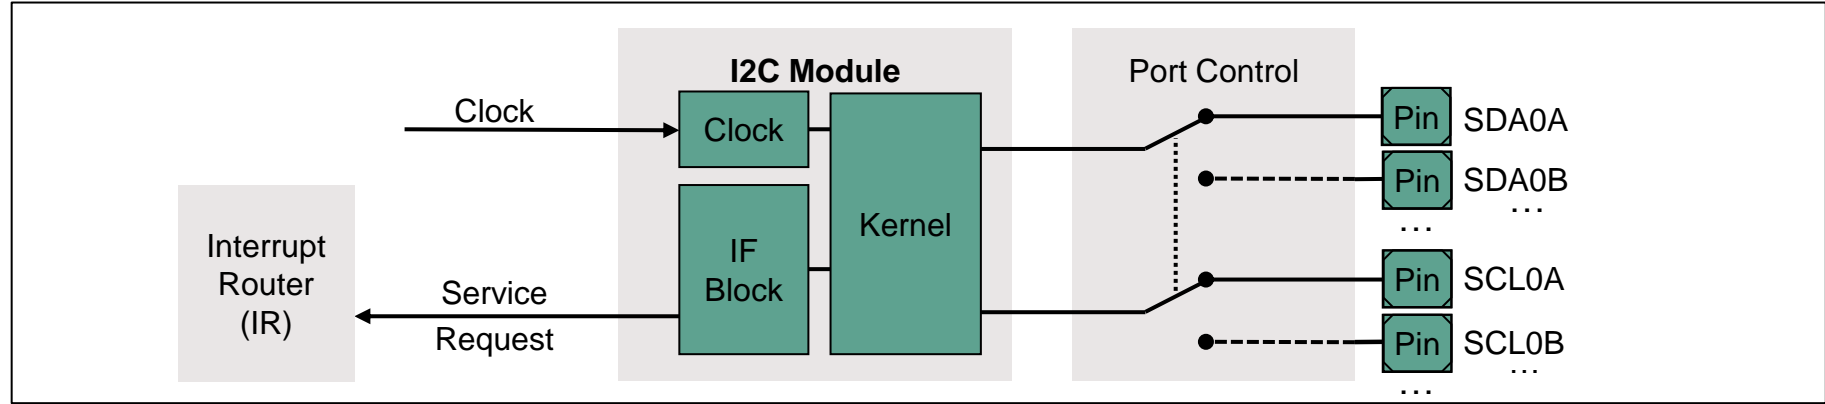 I2C Module
Port Control
Clock
Clock
Kernel
IF
Block
Interrupt
Router
(IR)
Service
Request
Pin SDA0A
Pin SDA0B
...
...
Pin SCL0A
Pin SCL0B
...
...